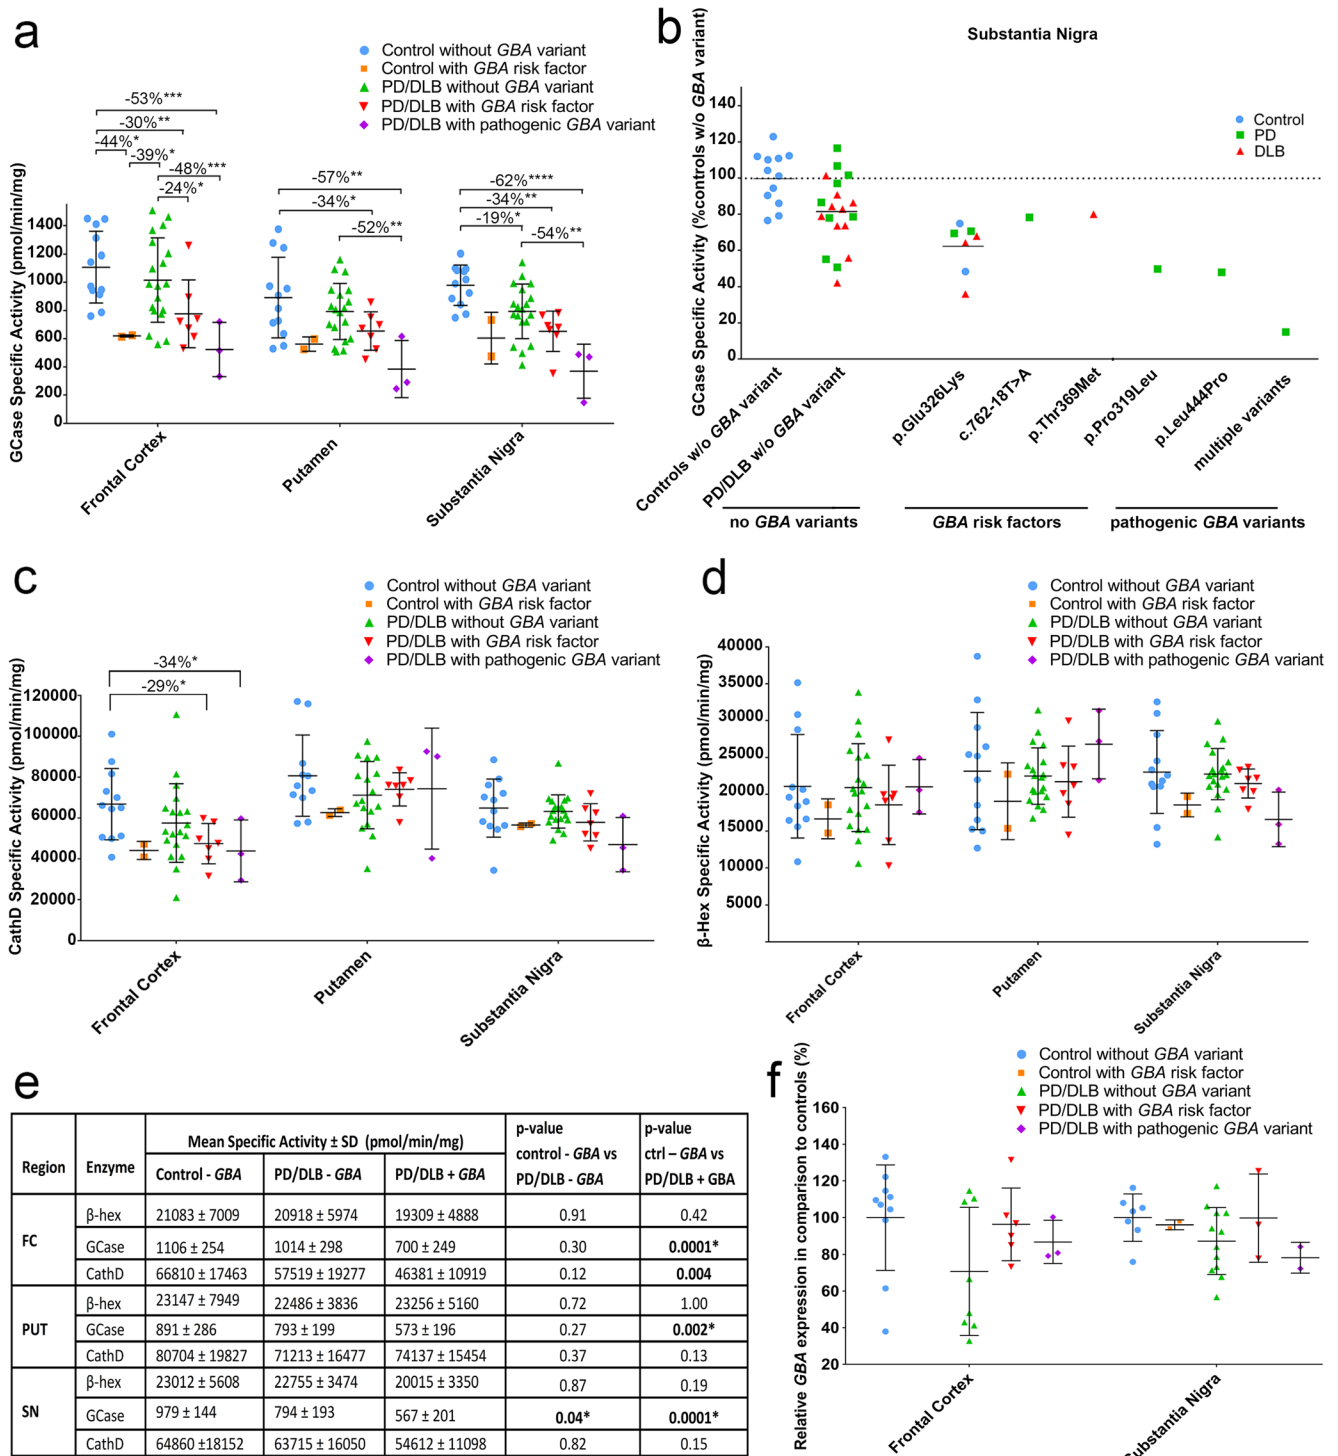 a
Control without GBA variant
Control with GBA risk factor
PD/DLB without GBA variant
PD/DLB with GBA risk factor
PD/DLB with pathogenic GBA variant
-53%***
-30%**
-44%*
-39%*
-48%***
-24%*
-57%**
-34%*
-52%**
-62%****
-34%**
-19%*
-54%**
GCase Specific Activity (pmol/min/mg)
1400
1200
1000
800
600
400
200
0
Frontal Cortex
Putamen
Substantia Nigra
b
Substantia Nigra
Control
PD
DLB
GCase Specific Activity (%controls w/o GBA variant)
140
120
100
80
60
40
20
0
Controls w/o GBA variant
PD/DLB w/o GBA variant
p.Glu326Lys
c.762-18T>A
p.Thr369Met
p.Pro319Leu
p.Leu444Pro
multiple variants
no GBA variants
GBA risk factors
pathogenic GBA variants
c
Control without GBA variant
Control with GBA risk factor
PD/DLB without GBA variant
PD/DLB with GBA risk factor
PD/DLB with pathogenic GBA variant
-34%*
-29%*
CathD Specific Activity (pmol/min/mg)
120000
100000
80000
60000
40000
20000
0
Frontal Cortex
Putamen
Substantia Nigra
d
Control without GBA variant
Control with GBA risk factor
PD/DLB without GBA variant
PD/DLB with GBA risk factor
PD/DLB with pathogenic GBA variant
β-Hex Specific Activity (pmol/min/mg)
40000
35000
30000
25000
20000
15000
10000
5000
Frontal Cortex
Putamen
Substantia Nigra
e
Region Enzyme Mean Specific Activity ± SD (pmol/min/mg) p-value control - GBA vs PD/DLB - GBA p-value ctrl – GBA vs PD/DLB + GBA
Control - GBA PD/DLB - GBA PD/DLB + GBA
FC β-hex 21083 ± 7009 20918 ± 5974 19309 ± 4888 0.91 0.42
GCase 1106 ± 254 1014 ± 298 700 ± 249 0.30 0.0001*
CathD 66810 ± 17463 57519 ± 19277 46381 ± 10919 0.12 0.004
PUT β-hex 23147 ± 7949 22486 ± 3836 23256 ± 5160 0.72 1.00
GCase 891 ± 286 793 ± 199 573 ± 196 0.27 0.002*
CathD 80704 ± 19827 71213 ± 16477 74137 ± 15454 0.37 0.13
SN β-hex 23012 ± 5608 22755 ± 3474 20015 ± 3350 0.87 0.19
GCase 979 ± 144 794 ± 193 567 ± 201 0.04* 0.0001*
CathD 64860 ±18152 63715 ± 16050 54612 ± 11098 0.82 0.15
f
Control without GBA variant
Control with GBA risk factor
PD/DLB without GBA variant
PD/DLB with GBA risk factor
PD/DLB with pathogenic GBA variant
Relative GBA expression in comparison to controls (%)
160
140
120
100
80
60
40
20
Frontal Cortex
Substantia Nigra